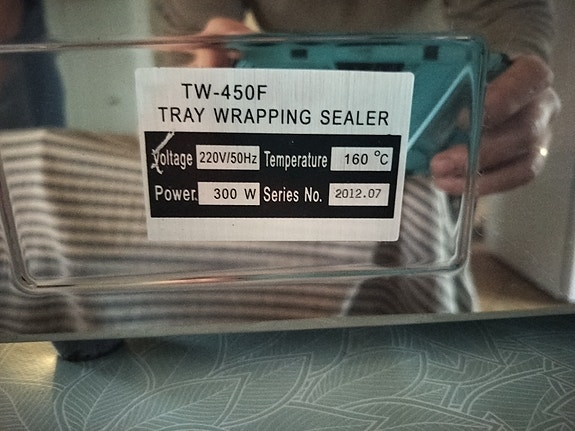 TW-450F
TRAY WRAPPING SEALER
Voltage 220V/50Hz Temperature 160 °C
Power. 300 W Series No. 2012.07